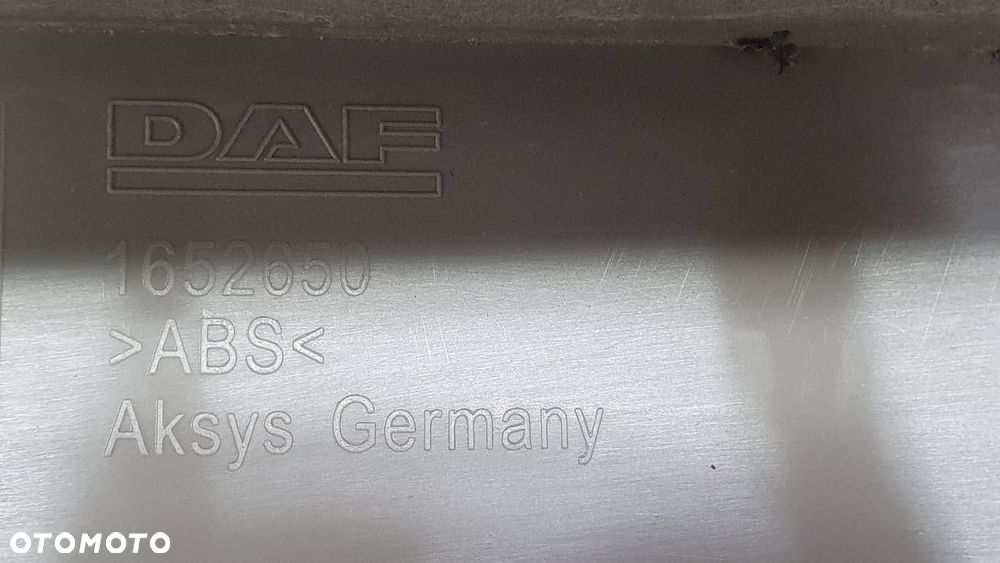 DAF
1652650
>ABS<
Aksys Germany
OTOMOTO